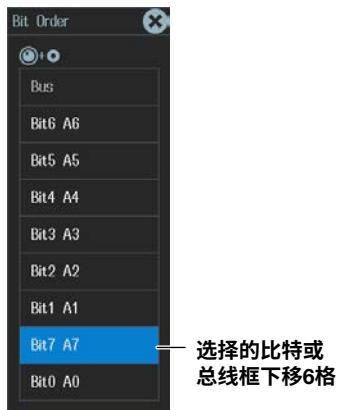 Bit Order
Bus
Bit6 A6
Bit5 A5
Bit4 A4
Bit3 A3
Bit2 A2
Bit1 A1
Bit7 A7
Bit0 A0
选择的比特或
总线框下移6格